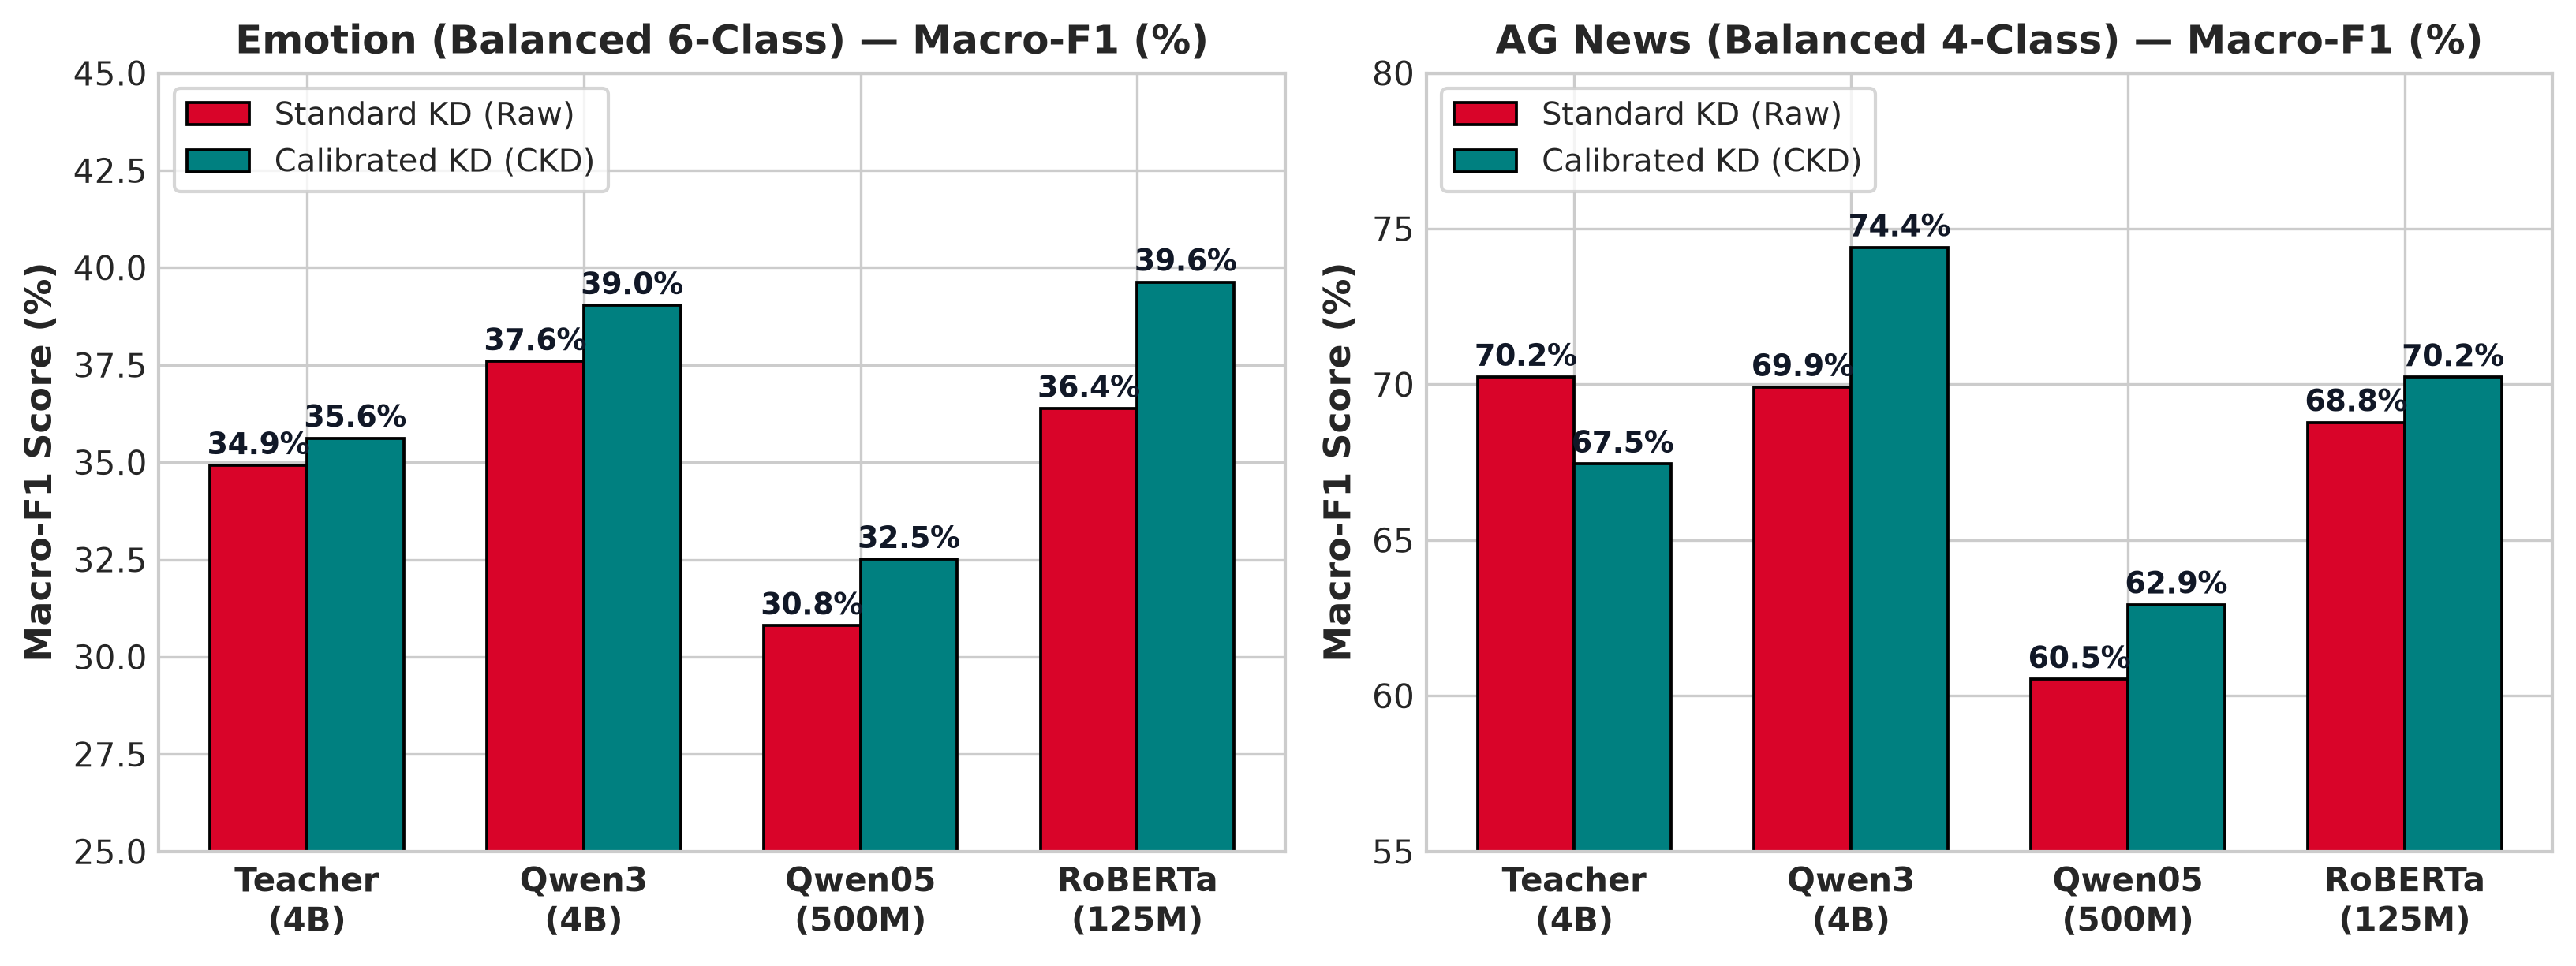 Emotion (Balanced 6-Class) — Macro-F1 (%)
Macro-F1 Score (%)
45.0
42.5
40.0
37.5
35.0
32.5
30.0
27.5
25.0
Standard KD (Raw)
Calibrated KD (CKD)
34.9%
35.6%
37.6%
39.0%
30.8%
32.5%
36.4%
39.6%
Teacher
(4B)
Qwen3
(4B)
Qwen05
(500M)
RoBERTa
(125M)
AG News (Balanced 4-Class) — Macro-F1 (%)
Macro-F1 Score (%)
80
75
70
65
60
55
Standard KD (Raw)
Calibrated KD (CKD)
70.2%
67.5%
69.9%
74.4%
60.5%
62.9%
68.8%
70.2%
Teacher
(4B)
Qwen3
(4B)
Qwen05
(500M)
RoBERTa
(125M)